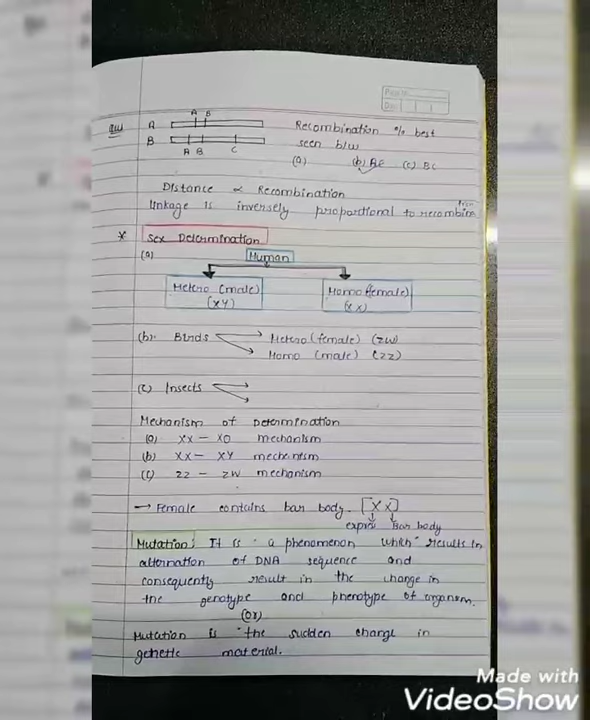 Page No.
Date
Qus A B
A Recombination % best
B seen b/w
A B C (a) (b) AC (c) BC
Distance ∝ Recombination
linkage is inversely proportional to recombination
* Sex Determination
(a) Human
Hetero (male) Homo (female)
(XY) (XX)
(b). Birds Hetero (female) (ZW)
Homo (male) (ZZ)
(c) Insects
Mechanism of Determination
(a) XX - XO mechanism
(b) XX - XY mechanism
(c) ZZ - ZW mechanism
→ Female contains bar body. [XX]
Bar body
Mutation: It is a phenomenon which results in
alternation of DNA sequence and
consequently result in the change in
the genotype and phenotype of organism.
(or)
Mutation is the sudden change in
genetic material.
Made with
VideoShow